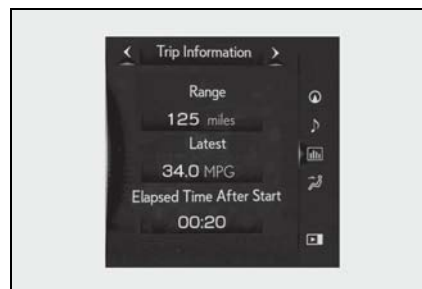 Trip Information
Range
125 miles
Latest
34.0 MPG
Elapsed Time After Start
00:20